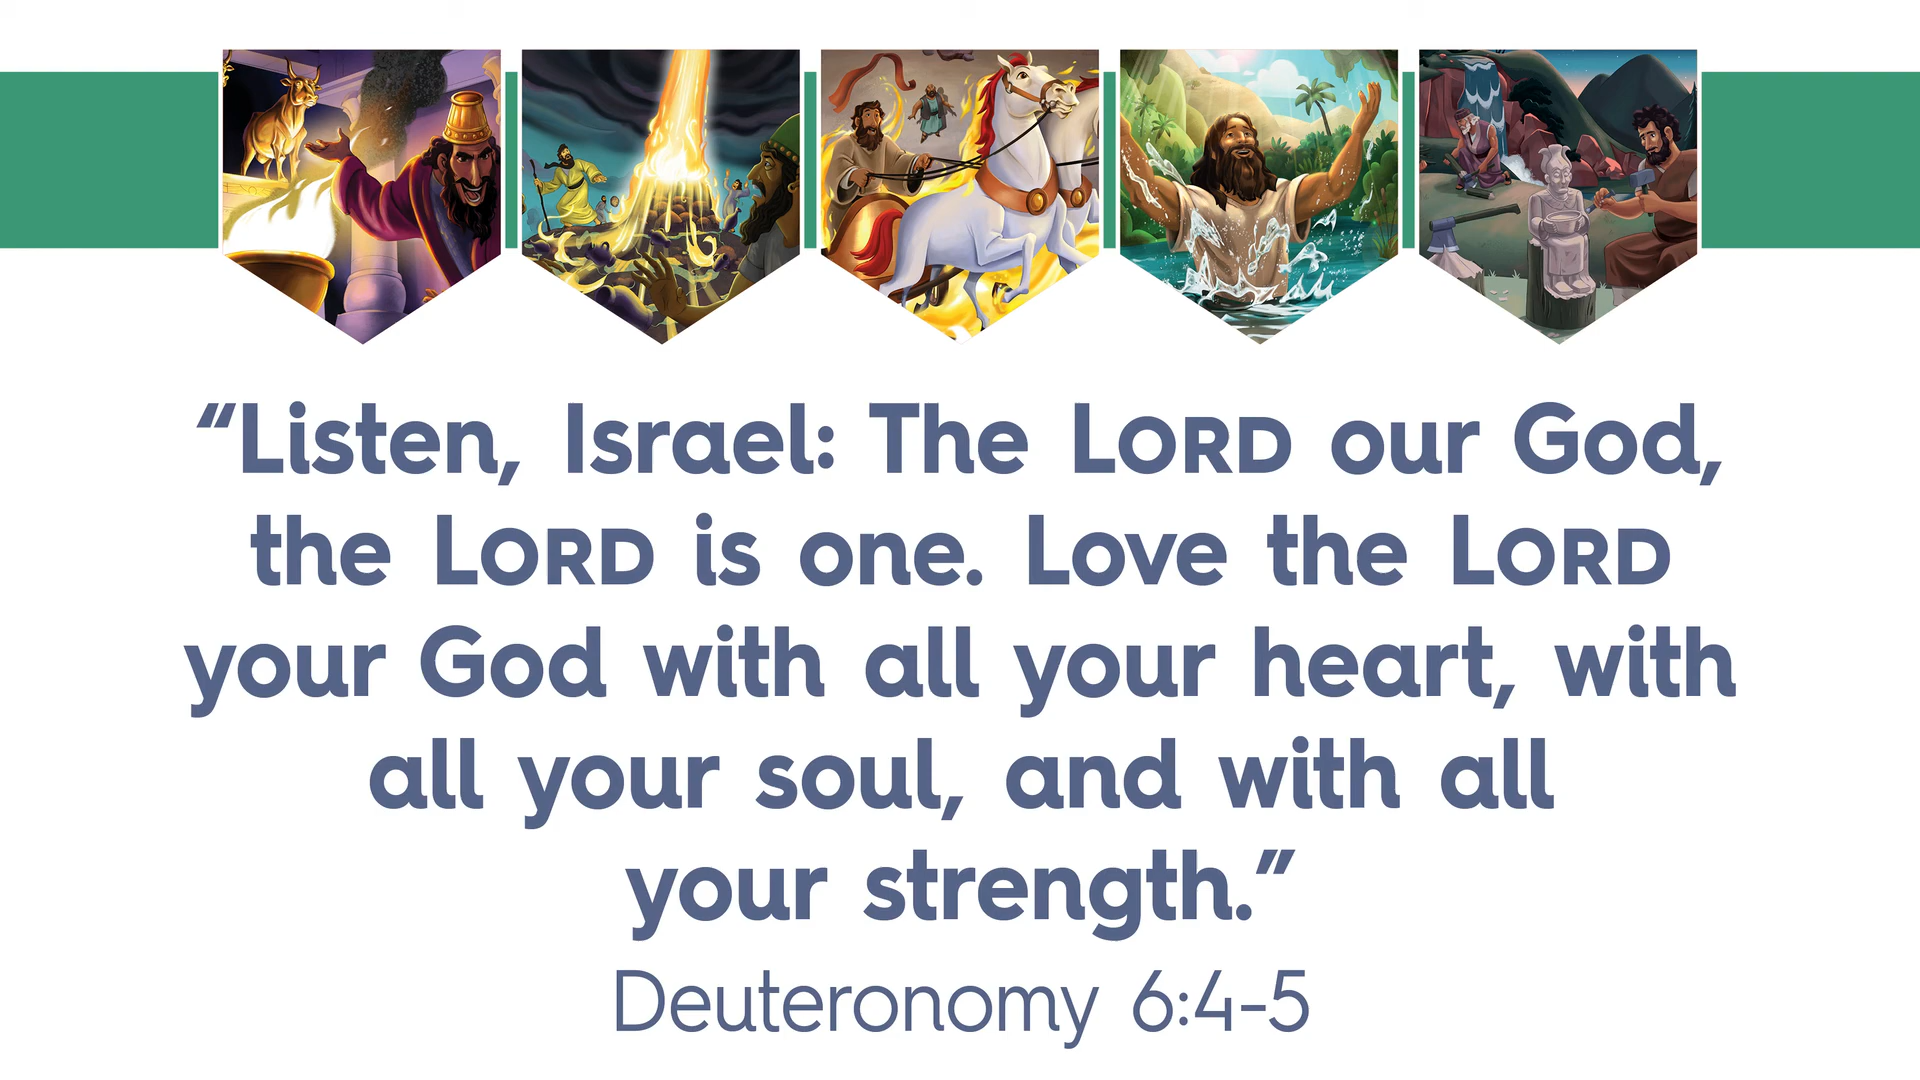 “Listen, Israel: The LORD our God,
the LORD is one. Love the LORD
your God with all your heart, with
all your soul, and with all
your strength.”
Deuteronomy 6:4-5